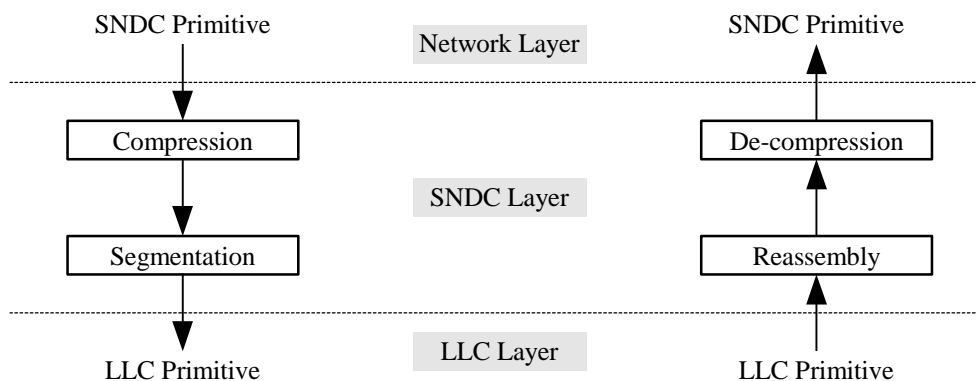 SNDC Primitive
Network Layer
SNDC Primitive
Compression
De-compression
SNDC Layer
Segmentation
Reassembly
LLC Layer
LLC Primitive
LLC Primitive